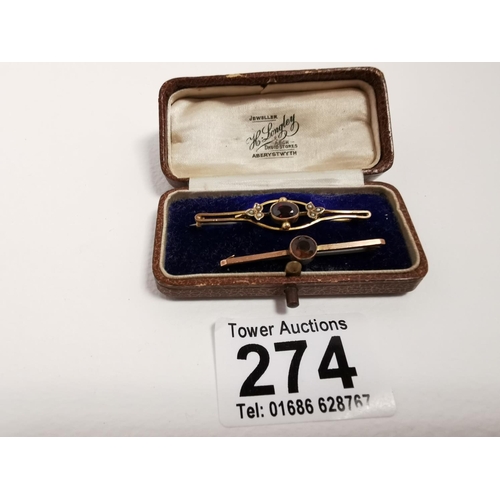 JEWELLER
H. Longley
ABERYSTWYTH
Tower Auctions
274
Tel: 01686 628767